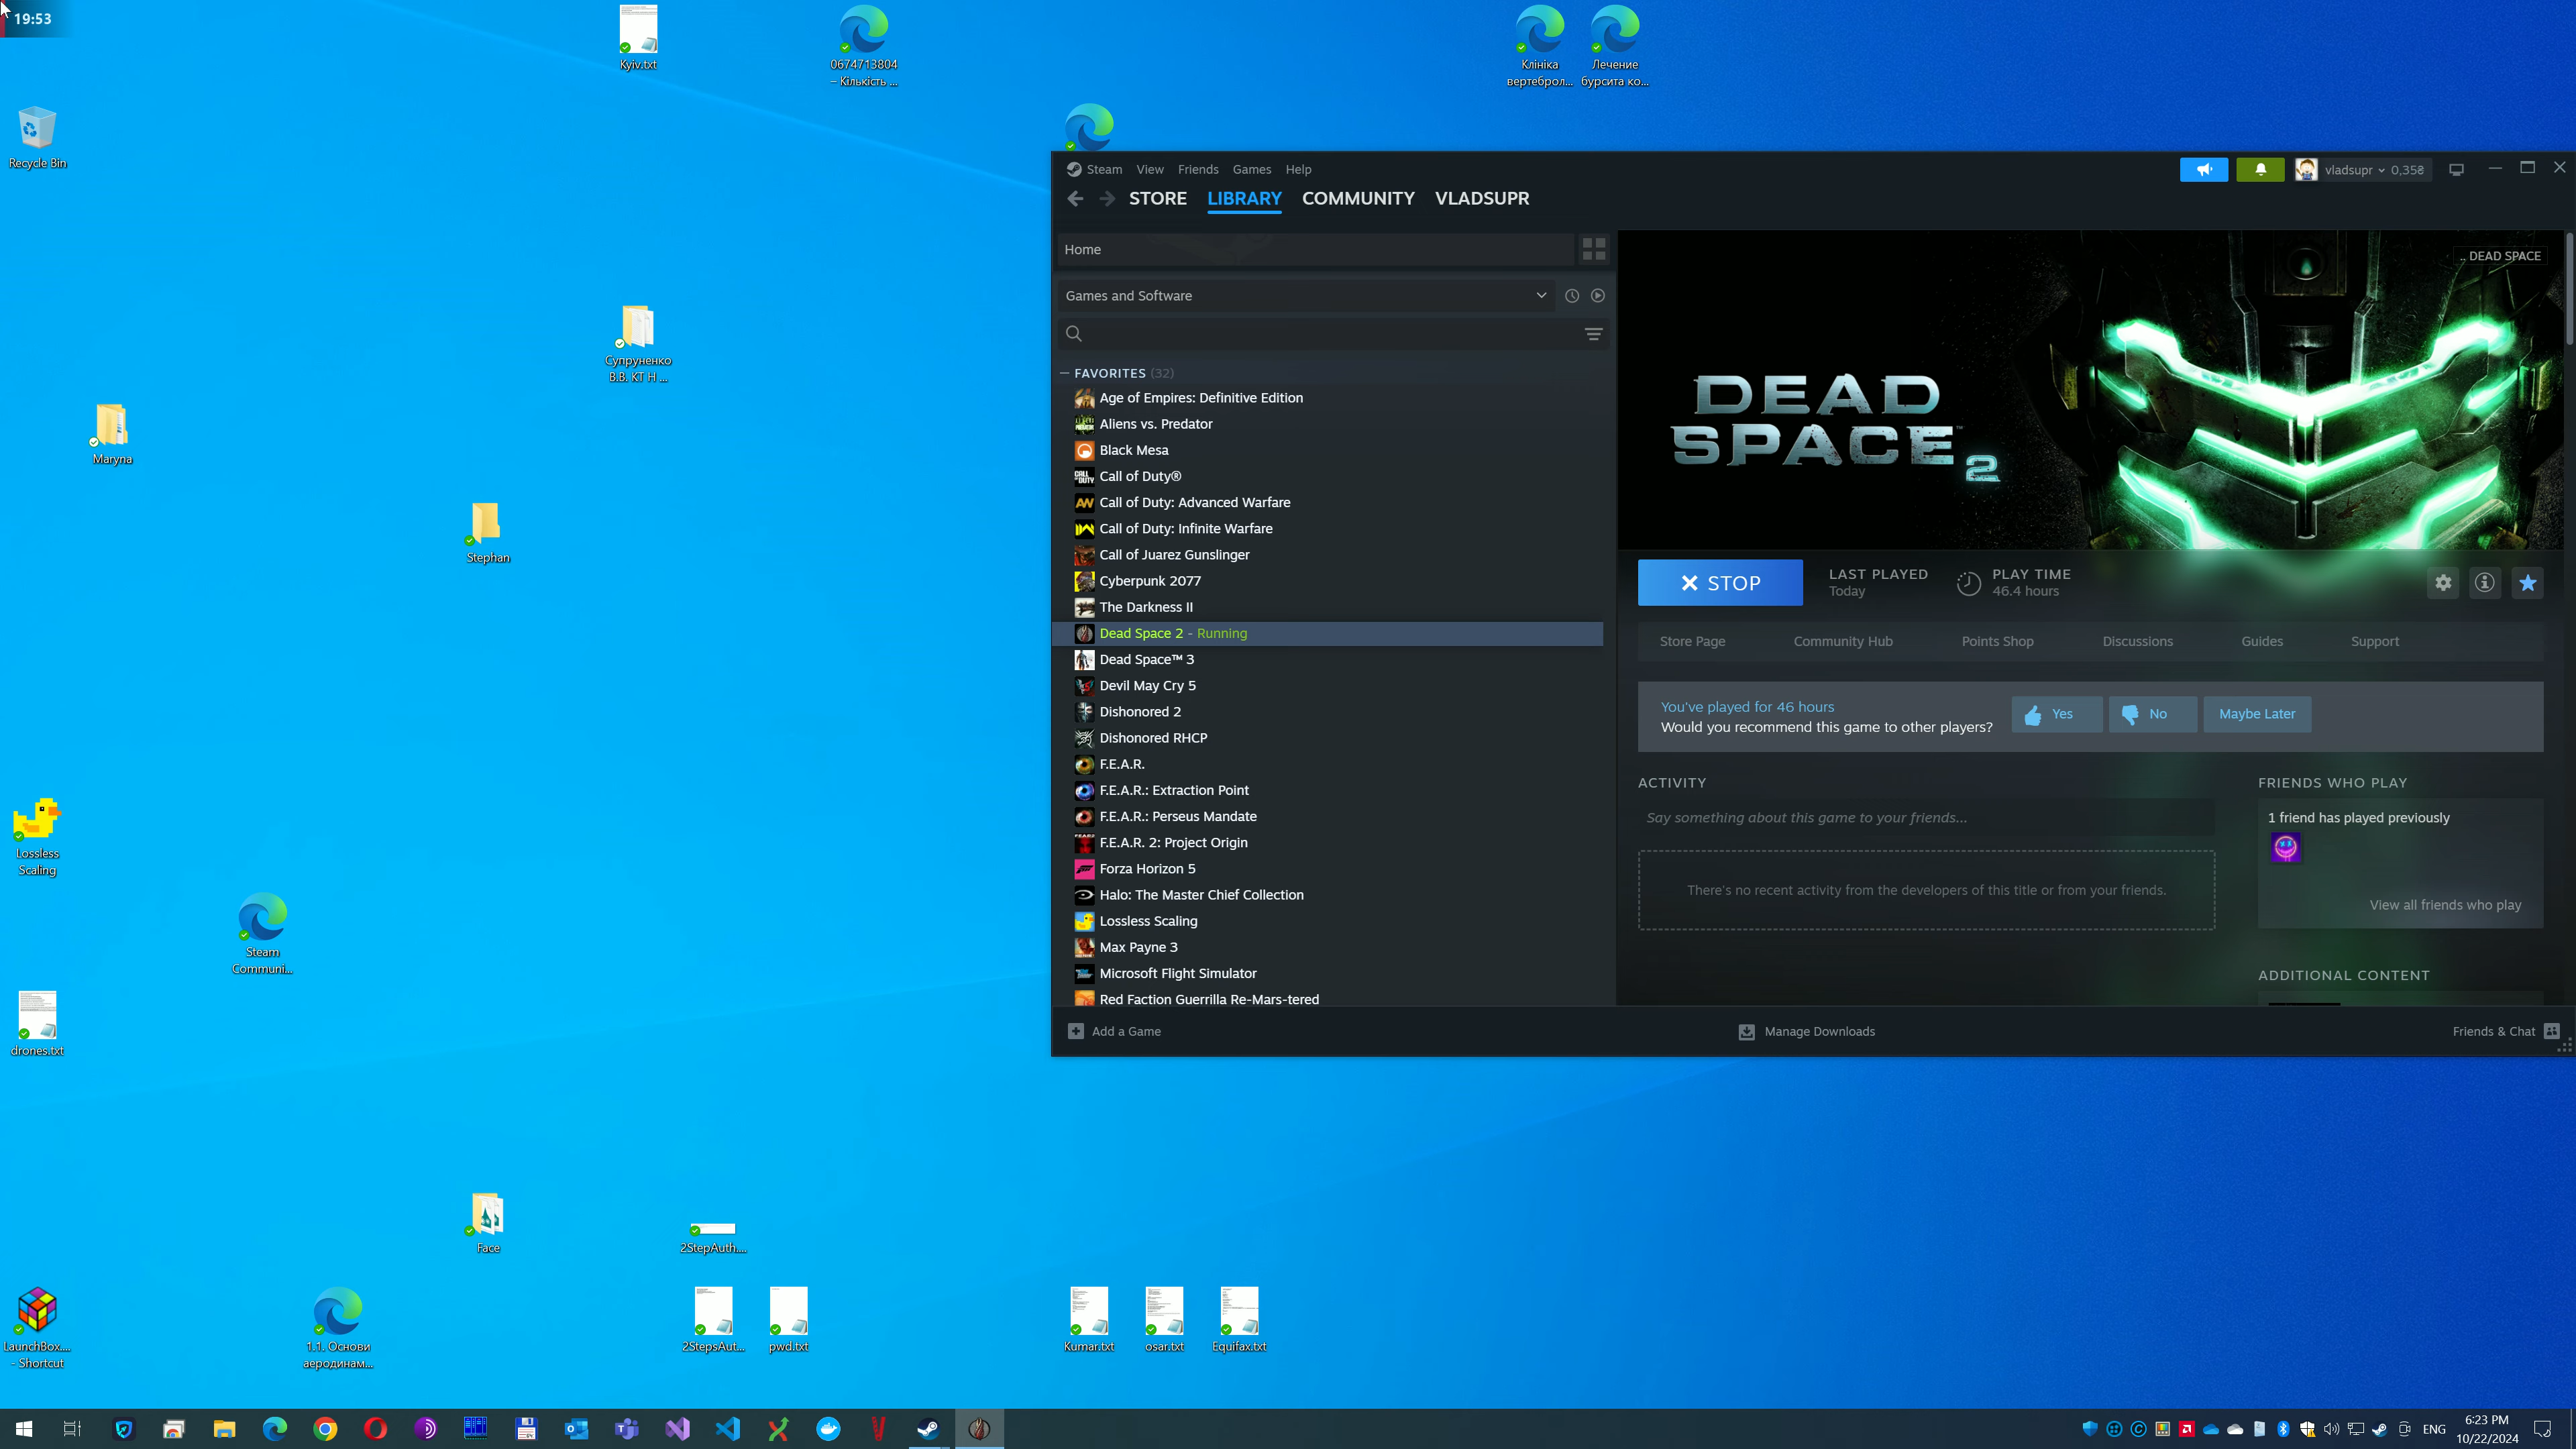 19:53
Kyiv.txt
0674713804
– Кількість ...
Клініка
вертеброл...
Лечение
бурсита ко...
Recycle Bin
Супруненко
В.В. КТ Н ...
Maryna
Stephan
Lossless
Scaling
Steam
Communi...
drones.txt
Face
2StepAuth....
LaunchBox....
- Shortcut
1.1. Основи
аеродинам...
2StepsAut...
pwd.txt
Kumar.txt
osar.txt
Equifax.txt
Steam View Friends Games Help
vladsupr 0,35₴
STORE LIBRARY COMMUNITY VLADSUPR
Home
Games and Software
FAVORITES (32)
Age of Empires: Definitive Edition
Aliens vs. Predator
Black Mesa
Call of Duty®
Call of Duty: Advanced Warfare
Call of Duty: Infinite Warfare
Call of Juarez Gunslinger
Cyberpunk 2077
The Darkness II
Dead Space 2 - Running
Dead Space™ 3
Devil May Cry 5
Dishonored 2
Dishonored RHCP
F.E.A.R.
F.E.A.R.: Extraction Point
F.E.A.R.: Perseus Mandate
F.E.A.R. 2: Project Origin
Forza Horizon 5
Halo: The Master Chief Collection
Lossless Scaling
Max Payne 3
Microsoft Flight Simulator
Red Faction Guerrilla Re-Mars-tered
.. DEAD SPACE
DEAD
SPACE™ 2
STOP
LAST PLAYED
Today
PLAY TIME
46.4 hours
Store Page Community Hub Points Shop Discussions Guides Support
You've played for 46 hours
Would you recommend this game to other players?
Yes No Maybe Later
ACTIVITY
Say something about this game to your friends...
There's no recent activity from the developers of this title or from your friends.
FRIENDS WHO PLAY
1 friend has played previously
View all friends who play
ADDITIONAL CONTENT
Add a Game
Manage Downloads
Friends & Chat
ENG
6:23 PM
10/22/2024